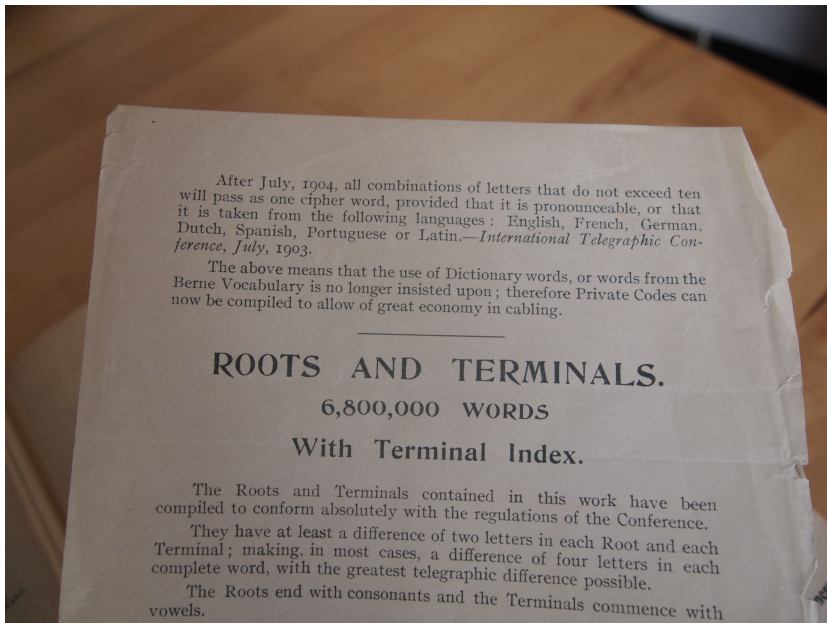 After July, 1904, all combinations of letters that do not exceed ten
will pass as one cipher word, provided that it is pronounceable, or that
it is taken from the following languages : English, French, German,
Dutch, Spanish, Portuguese or Latin.—International Telegraphic Con-
ference, July, 1903.
The above means that the use of Dictionary words, or words from the
Berne Vocabulary is no longer insisted upon ; therefore Private Codes can
now be compiled to allow of great economy in cabling.
ROOTS AND TERMINALS.
6,800,000 WORDS
With Terminal Index.
The Roots and Terminals contained in this work have been
compiled to conform absolutely with the regulations of the Conference.
They have at least a difference of two letters in each Root and each
Terminal ; making, in most cases, a difference of four letters in each
complete word, with the greatest telegraphic difference possible.
The Roots end with consonants and the Terminals commence with
vowels.